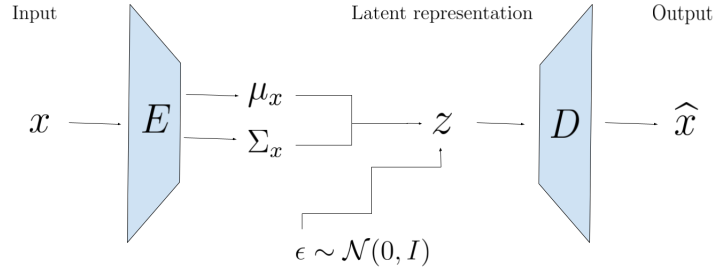 Input
Latent representation
Output
x
E
μ_x
Σ_x
z
D
x̂
ϵ ∼ 𝒩(0, I)